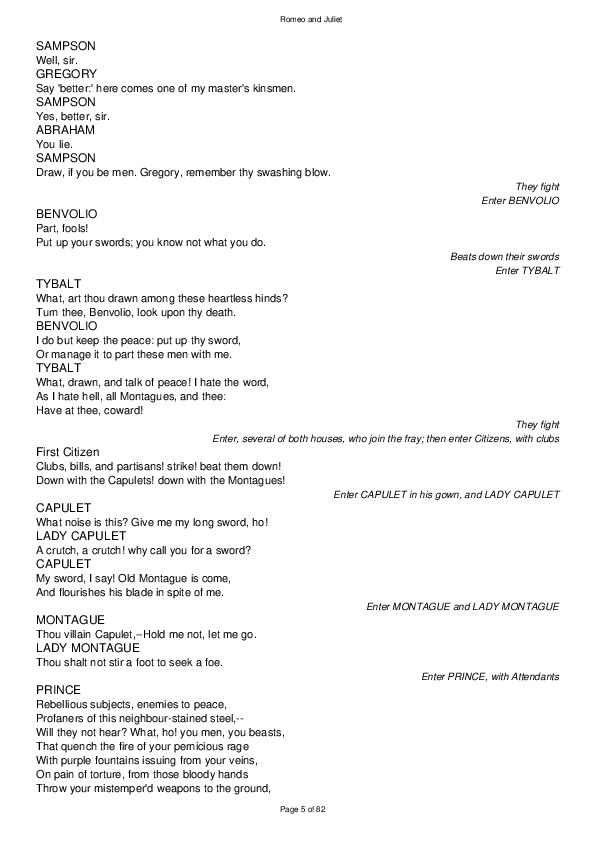 Romeo and Juliet
SAMPSON
Well, sir.
GREGORY
Say 'better:' here comes one of my master's kinsmen.
SAMPSON
Yes, better, sir.
ABRAHAM
You lie.
SAMPSON
Draw, if you be men. Gregory, remember thy swashing blow.
They fight
Enter BENVOLIO
BENVOLIO
Part, fools!
Put up your swords; you know not what you do.
Beats down their swords
Enter TYBALT
TYBALT
What, art thou drawn among these heartless hinds?
Turn thee, Benvolio, look upon thy death.
BENVOLIO
I do but keep the peace: put up thy sword,
Or manage it to part these men with me.
TYBALT
What, drawn, and talk of peace! I hate the word,
As I hate hell, all Montagues, and thee:
Have at thee, coward!
They fight
Enter, several of both houses, who join the fray; then enter Citizens, with clubs
First Citizen
Clubs, bills, and partisans! strike! beat them down!
Down with the Capulets! down with the Montagues!
Enter CAPULET in his gown, and LADY CAPULET
CAPULET
What noise is this? Give me my long sword, ho!
LADY CAPULET
A crutch, a crutch! why call you for a sword?
CAPULET
My sword, I say! Old Montague is come,
And flourishes his blade in spite of me.
Enter MONTAGUE and LADY MONTAGUE
MONTAGUE
Thou villain Capulet,--Hold me not, let me go.
LADY MONTAGUE
Thou shalt not stir a foot to seek a foe.
Enter PRINCE, with Attendants
PRINCE
Rebellious subjects, enemies to peace,
Profaners of this neighbour-stained steel,--
Will they not hear? What, ho! you men, you beasts,
That quench the fire of your pernicious rage
With purple fountains issuing from your veins,
On pain of torture, from those bloody hands
Throw your mistemper'd weapons to the ground,
Page 5 of 82